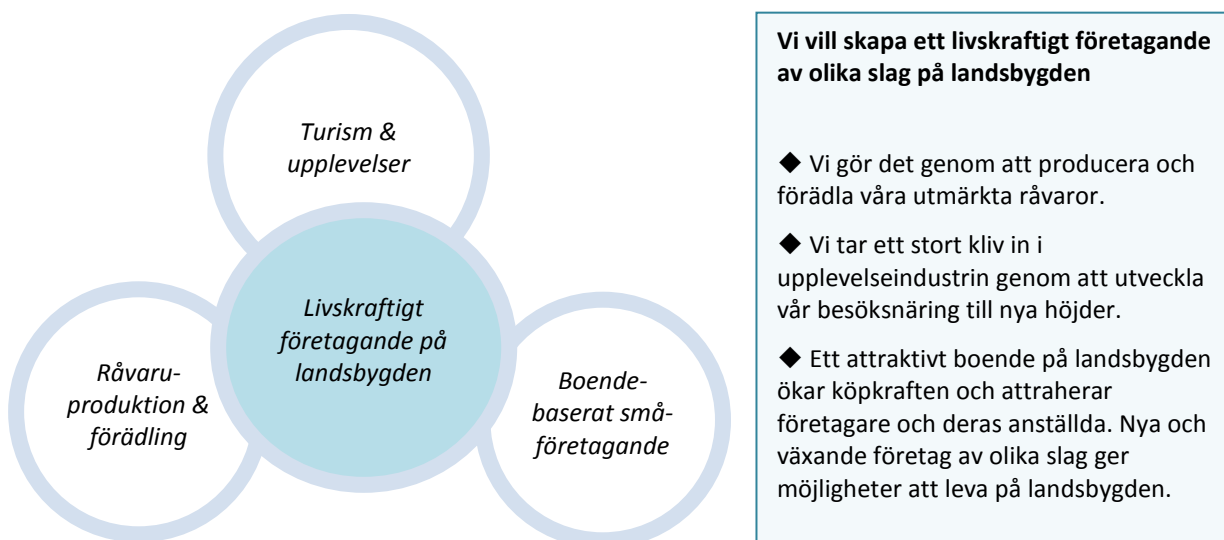 Turism &
upplevelser
Livskraftigt
företagande på
landsbygden
Råvaru-
produktion &
förädling
Boende-
baserat små-
företagande
Vi vill skapa ett livskraftigt företagande
av olika slag på landsbygden
◆ Vi gör det genom att producera och
förädla våra utmärkta råvaror.
◆ Vi tar ett stort kliv in i
upplevelseindustrin genom att utveckla
vår besöksnäring till nya höjder.
◆ Ett attraktivt boende på landsbygden
ökar köpkraften och attraherar
företagare och deras anställda. Nya och
växande företag av olika slag ger
möjligheter att leva på landsbygden.